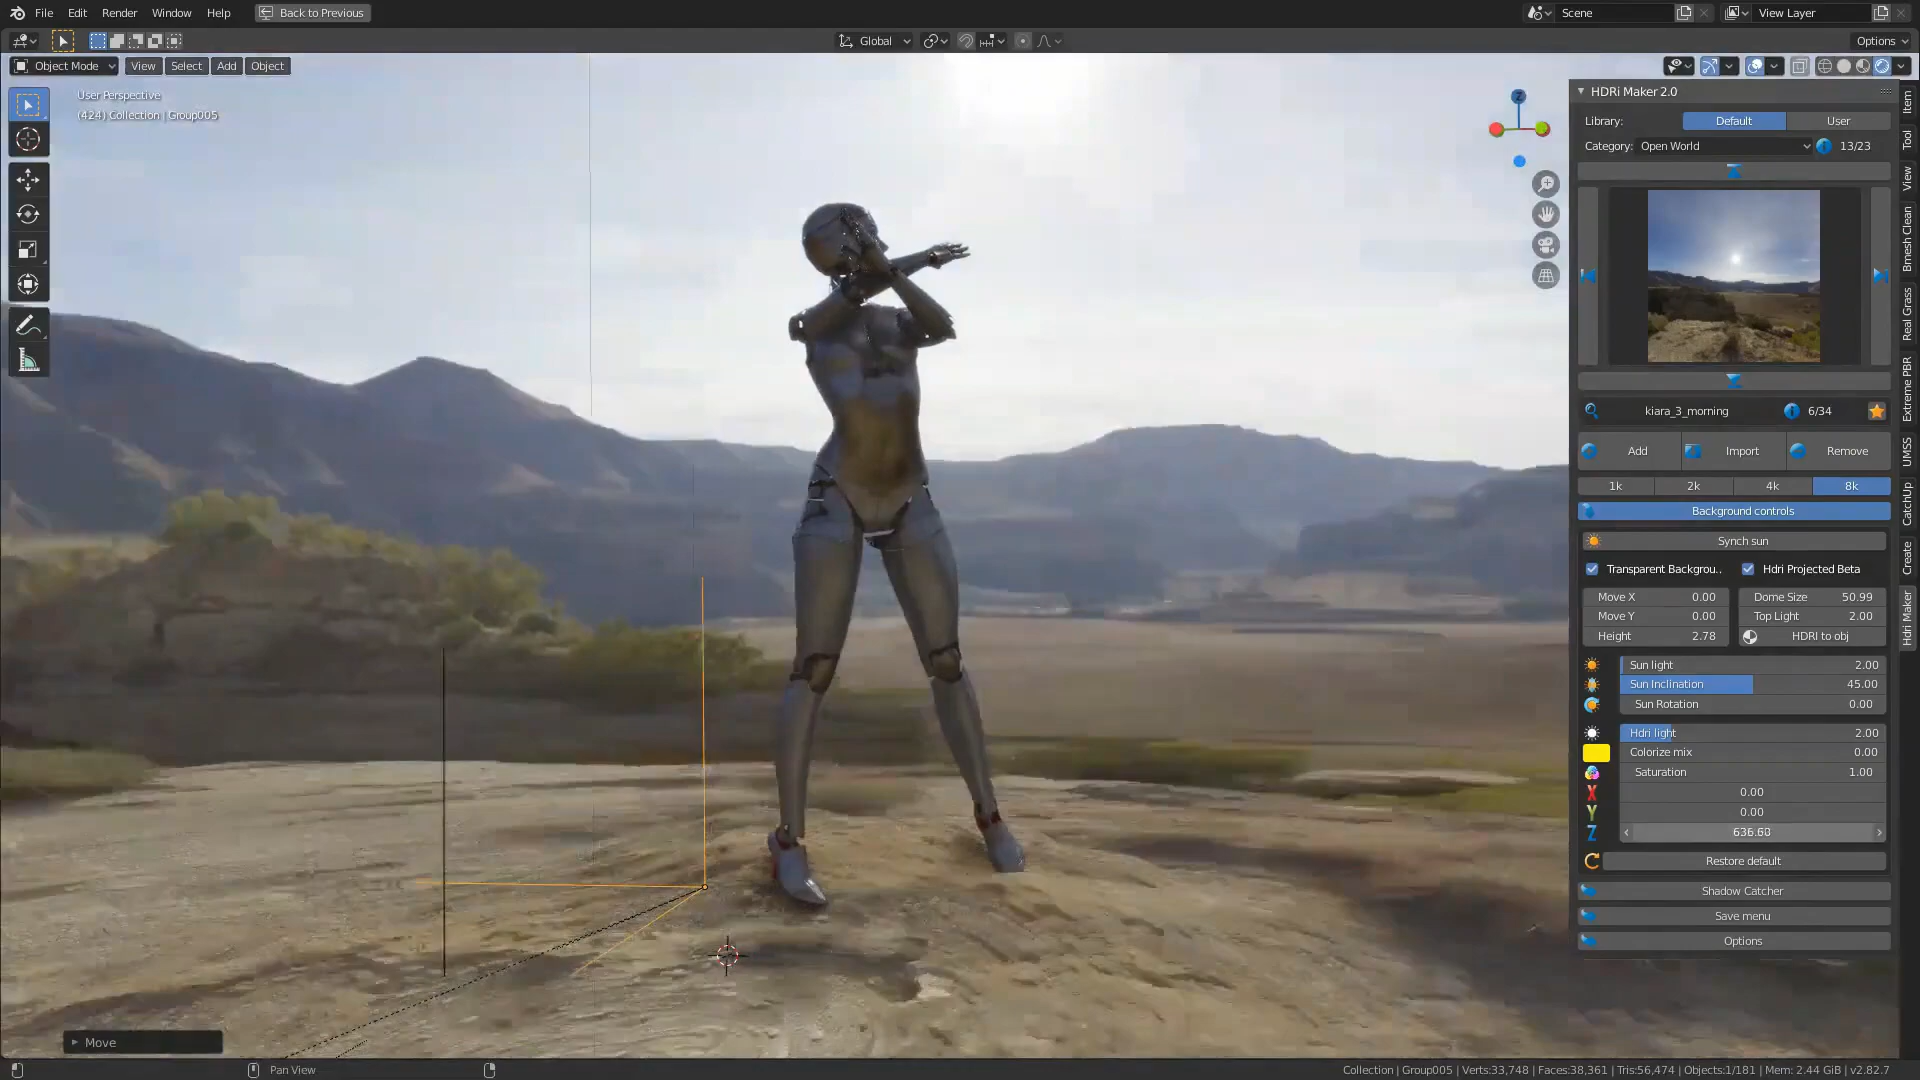 File Edit Render Window Help Back to Previous Scene View Layer
Global Options
Object Mode View Select Add Object
User Perspective
(424) Collection | Group005
Z
HDRi Maker 2.0
Library: Default User
Category: Open World 13/23
kiara_3_morning 6/34
Add Import Remove
1k 2k 4k 8k
Background controls
Synch sun
Transparent Backgrou.. Hdri Projected Beta
Move X 0.00 Dome Size 50.99
Move Y 0.00 Top Light 2.00
Height 2.78 HDRI to obj
Sun light 2.00
Sun Inclination 45.00
Sun Rotation 0.00
Hdri light 2.00
Colorize mix 0.00
Saturation 1.00
X 0.00
Y 0.00
Z 636.60
Restore default
Shadow Catcher
Save menu
Options
Item
Tool
View
Bmesh Clean
Real Grass
Extreme PBR
UMSS
CatchUp
Create
Hdri Maker
Move
Pan View Collection | Group005 | Verts:33,748 | Faces:38,361 | Tris:56,474 | Objects:1/181 | Mem: 2.44 GiB | v2.82.7